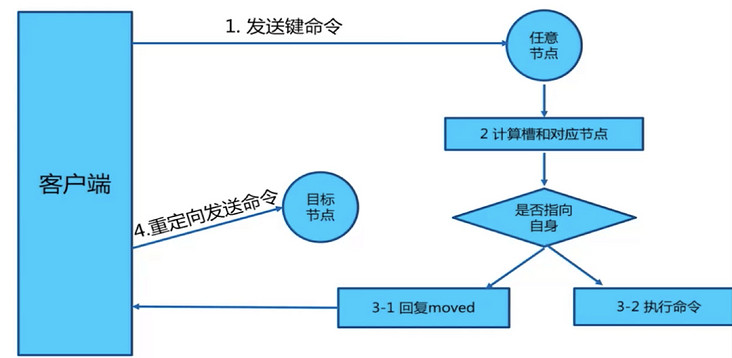 1. 发送键命令
任意
节点
2 计算槽和对应节点
客户端
目标
节点
4.重定向发送命令
是否指向
自身
3-1 回复moved
3-2 执行命令